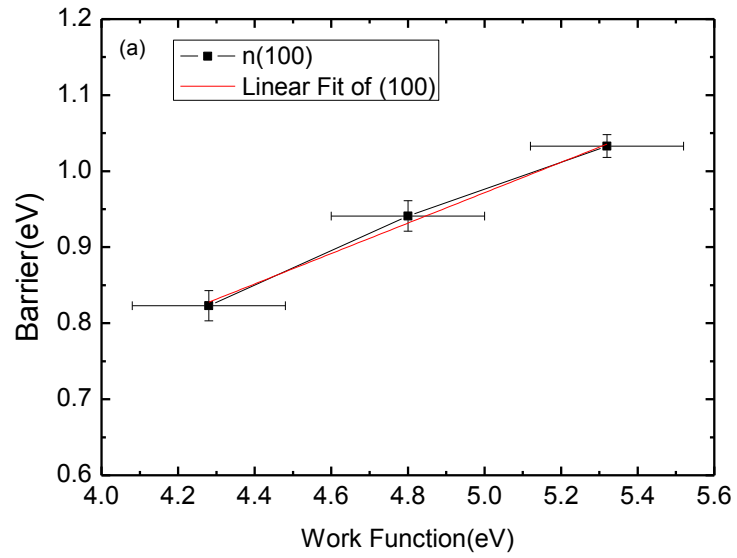 (a)
n(100)
Linear Fit of (100)
Barrier(eV)
1.2
1.1
1.0
0.9
0.8
0.7
0.6
4.0 4.2 4.4 4.6 4.8 5.0 5.2 5.4 5.6
Work Function(eV)